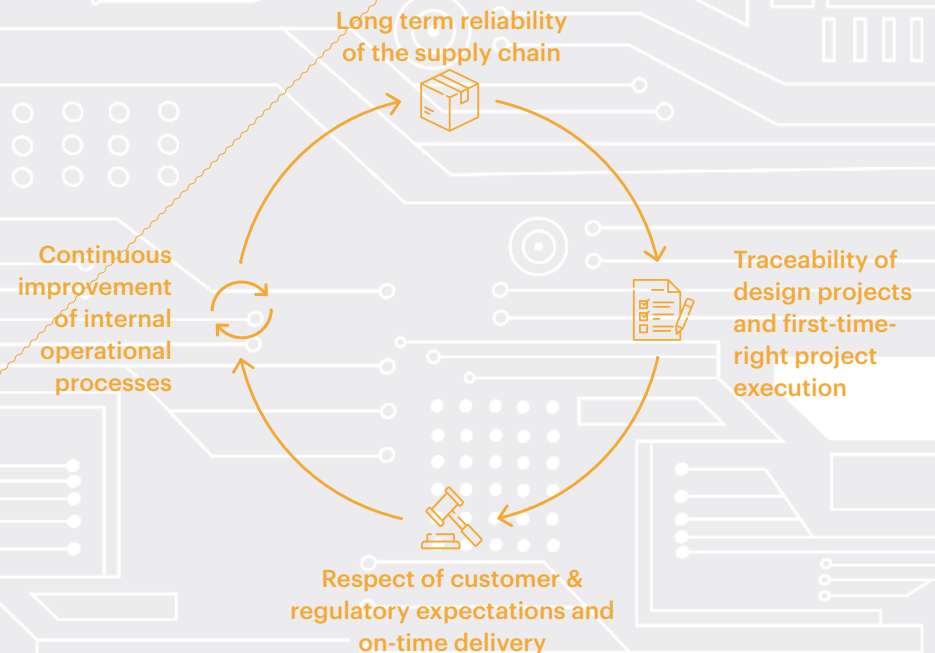 Long term reliability
of the supply chain
Traceability of
design projects
and first-time-
right project
execution
Respect of customer &
regulatory expectations and
on-time delivery
Continuous
improvement
of internal
operational
processes